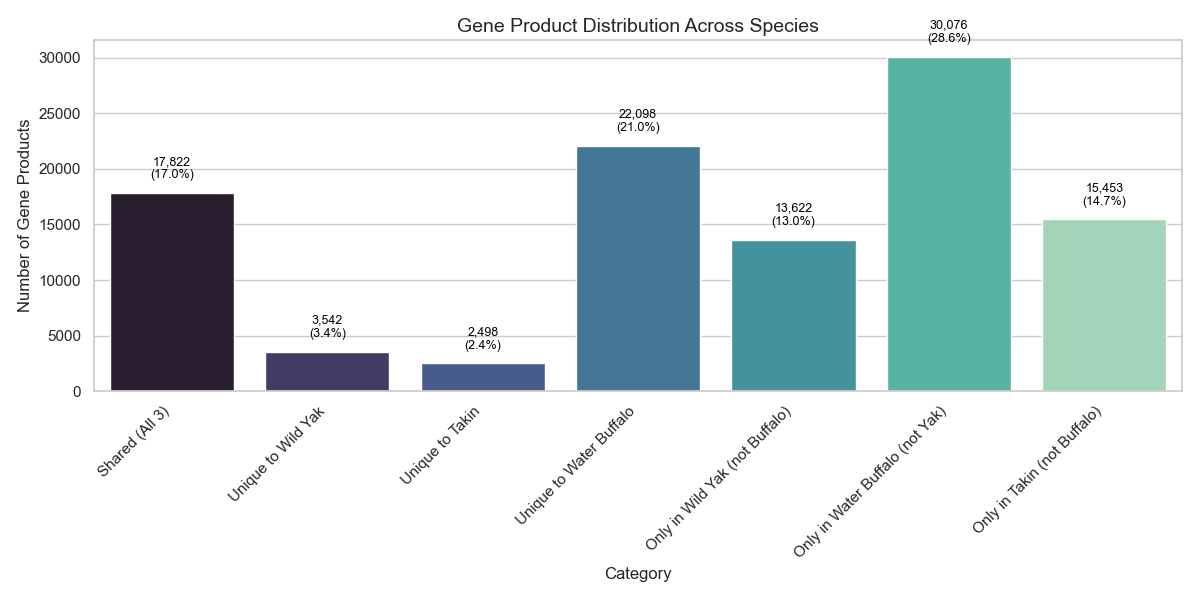 Gene Product Distribution Across Species
Number of Gene Products
30000
25000
20000
15000
10000
5000
0
17,822
(17.0%)
3,542
(3.4%)
2,498
(2.4%)
22,098
(21.0%)
13,622
(13.0%)
30,076
(28.6%)
15,453
(14.7%)
Shared (All 3)
Unique to Wild Yak
Unique to Takin
Unique to Water Buffalo
Only in Wild Yak (not Buffalo)
Only in Water Buffalo (not Yak)
Only in Takin (not Buffalo)
Category